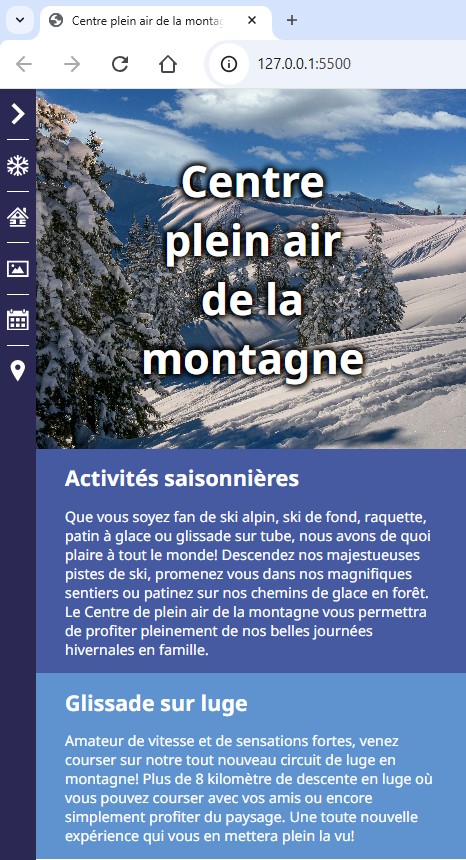 Centre plein air de la monta
127.0.0.1:5500
Centre
plein air
de la
montagne
Activités saisonnières
Que vous soyez fan de ski alpin, ski de fond, raquette,
patin à glace ou glissade sur tube, nous avons de quoi
plaire à tout le monde! Descendez nos majestueuses
pistes de ski, promenez vous dans nos magnifiques
sentiers ou patinez sur nos chemins de glace en forêt.
Le Centre de plein air de la montagne vous permettra
de profiter pleinement de nos belles journées
hivernales en famille.
Glissade sur luge
Amateur de vitesse et de sensations fortes, venez
courser sur notre tout nouveau circuit de luge en
montagne! Plus de 8 kilomètre de descente en luge où
vous pouvez courser avec vos amis ou encore
simplement profiter du paysage. Une toute nouvelle
expérience qui vous en mettera plein la vu!